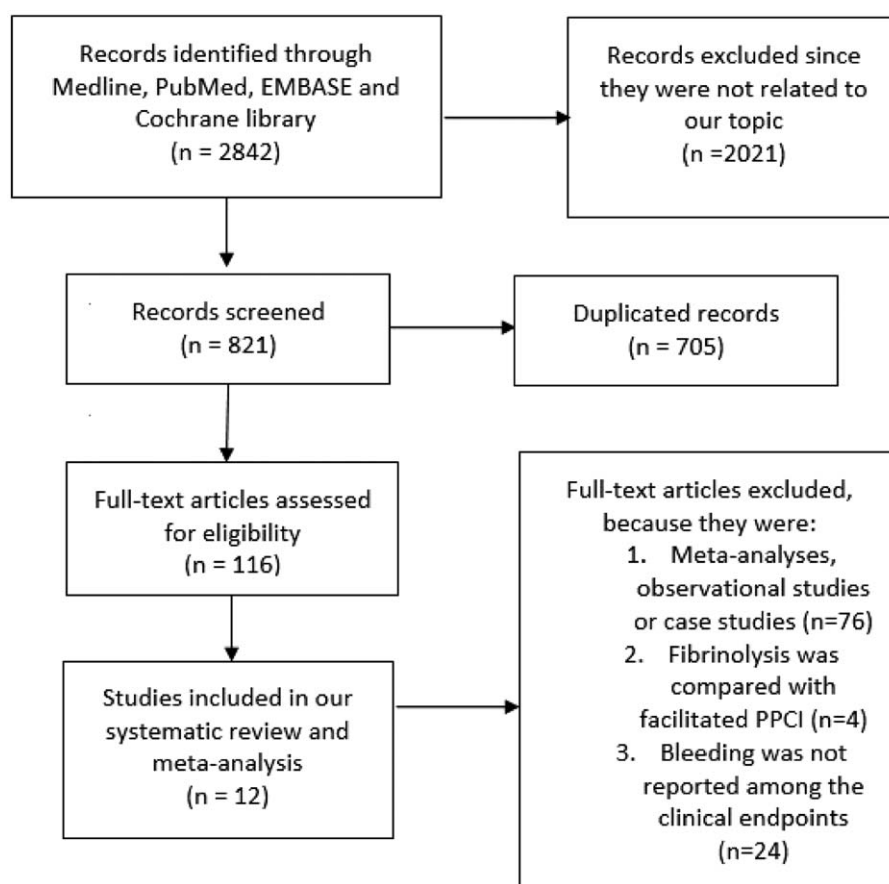 Records identified through
Medline, PubMed, EMBASE and
Cochrane library
(n = 2842)
Records excluded since
they were not related to
our topic
(n =2021)
Records screened
(n = 821)
Duplicated records
(n = 705)
Full-text articles assessed
for eligibility
(n = 116)
Full-text articles excluded,
because they were:
1. Meta-analyses,
observational studies
or case studies (n=76)
2. Fibrinolysis was
compared with
facilitated PPCI (n=4)
3. Bleeding was not
reported among the
clinical endpoints
(n=24)
Studies included in our
systematic review and
meta-analysis
(n = 12)